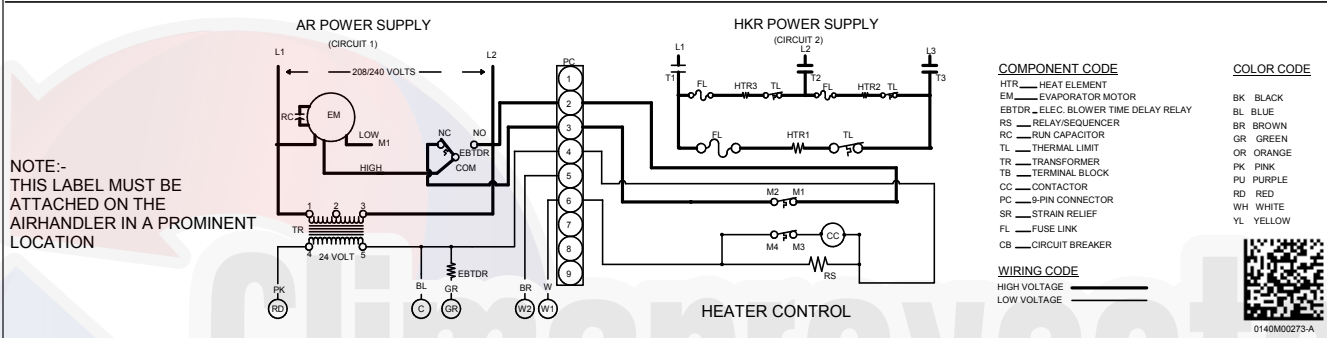 AR POWER SUPPLY
(CIRCUIT 1)
L1
L2
208/240 VOLTS
RC
EM
LOW
M1
HIGH
NC
NO
EBTDR
COM
1 2 3
TR
4
24 VOLT
5
PK
RD
BL
C
EBTDR
GR
GR
BR
W2
W
W1
PC
1
2
3
4
5
6
7
8
9
NOTE:-
THIS LABEL MUST BE
ATTACHED ON THE
AIRHANDLER IN A PROMINENT
LOCATION
HKR POWER SUPPLY
(CIRCUIT 2)
L1
L2
L3
T1
T2
T3
FL HTR3 TL FL HTR2 TL
FL HTR1 TL
M2 M1
M4 M3 CC
RS
HEATER CONTROL
COMPONENT CODE
HTR HEAT ELEMENT
EM EVAPORATOR MOTOR
EBTDR ELEC. BLOWER TIME DELAY RELAY
RS RELAY/SEQUENCER
RC RUN CAPACITOR
TL THERMAL LIMIT
TR TRANSFORMER
TB TERMINAL BLOCK
CC CONTACTOR
PC 9-PIN CONNECTOR
SR STRAIN RELIEF
FL FUSE LINK
CB CIRCUIT BREAKER
WIRING CODE
HIGH VOLTAGE
LOW VOLTAGE
COLOR CODE
BK BLACK
BL BLUE
BR BROWN
GR GREEN
OR ORANGE
PK PINK
PU PURPLE
RD RED
WH WHITE
YL YELLOW
0140M00273-A